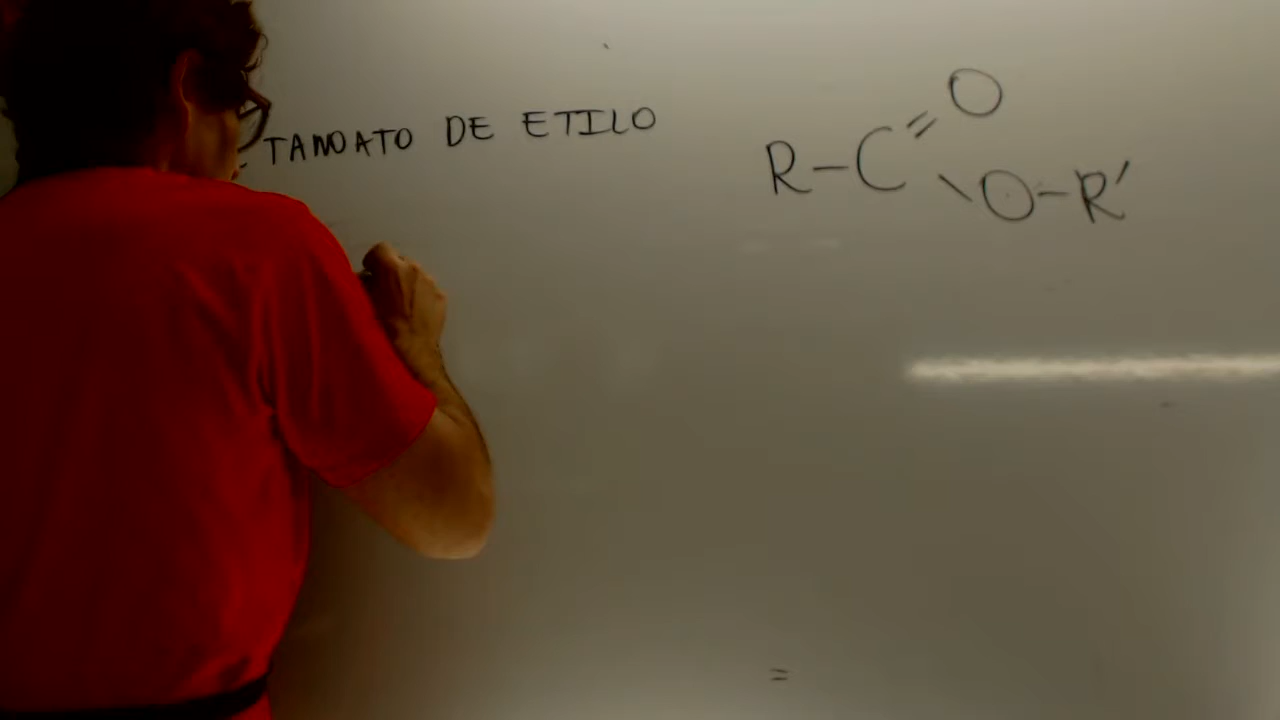 TANOATO DE ETILO
O
R-C=
\O-R'
=